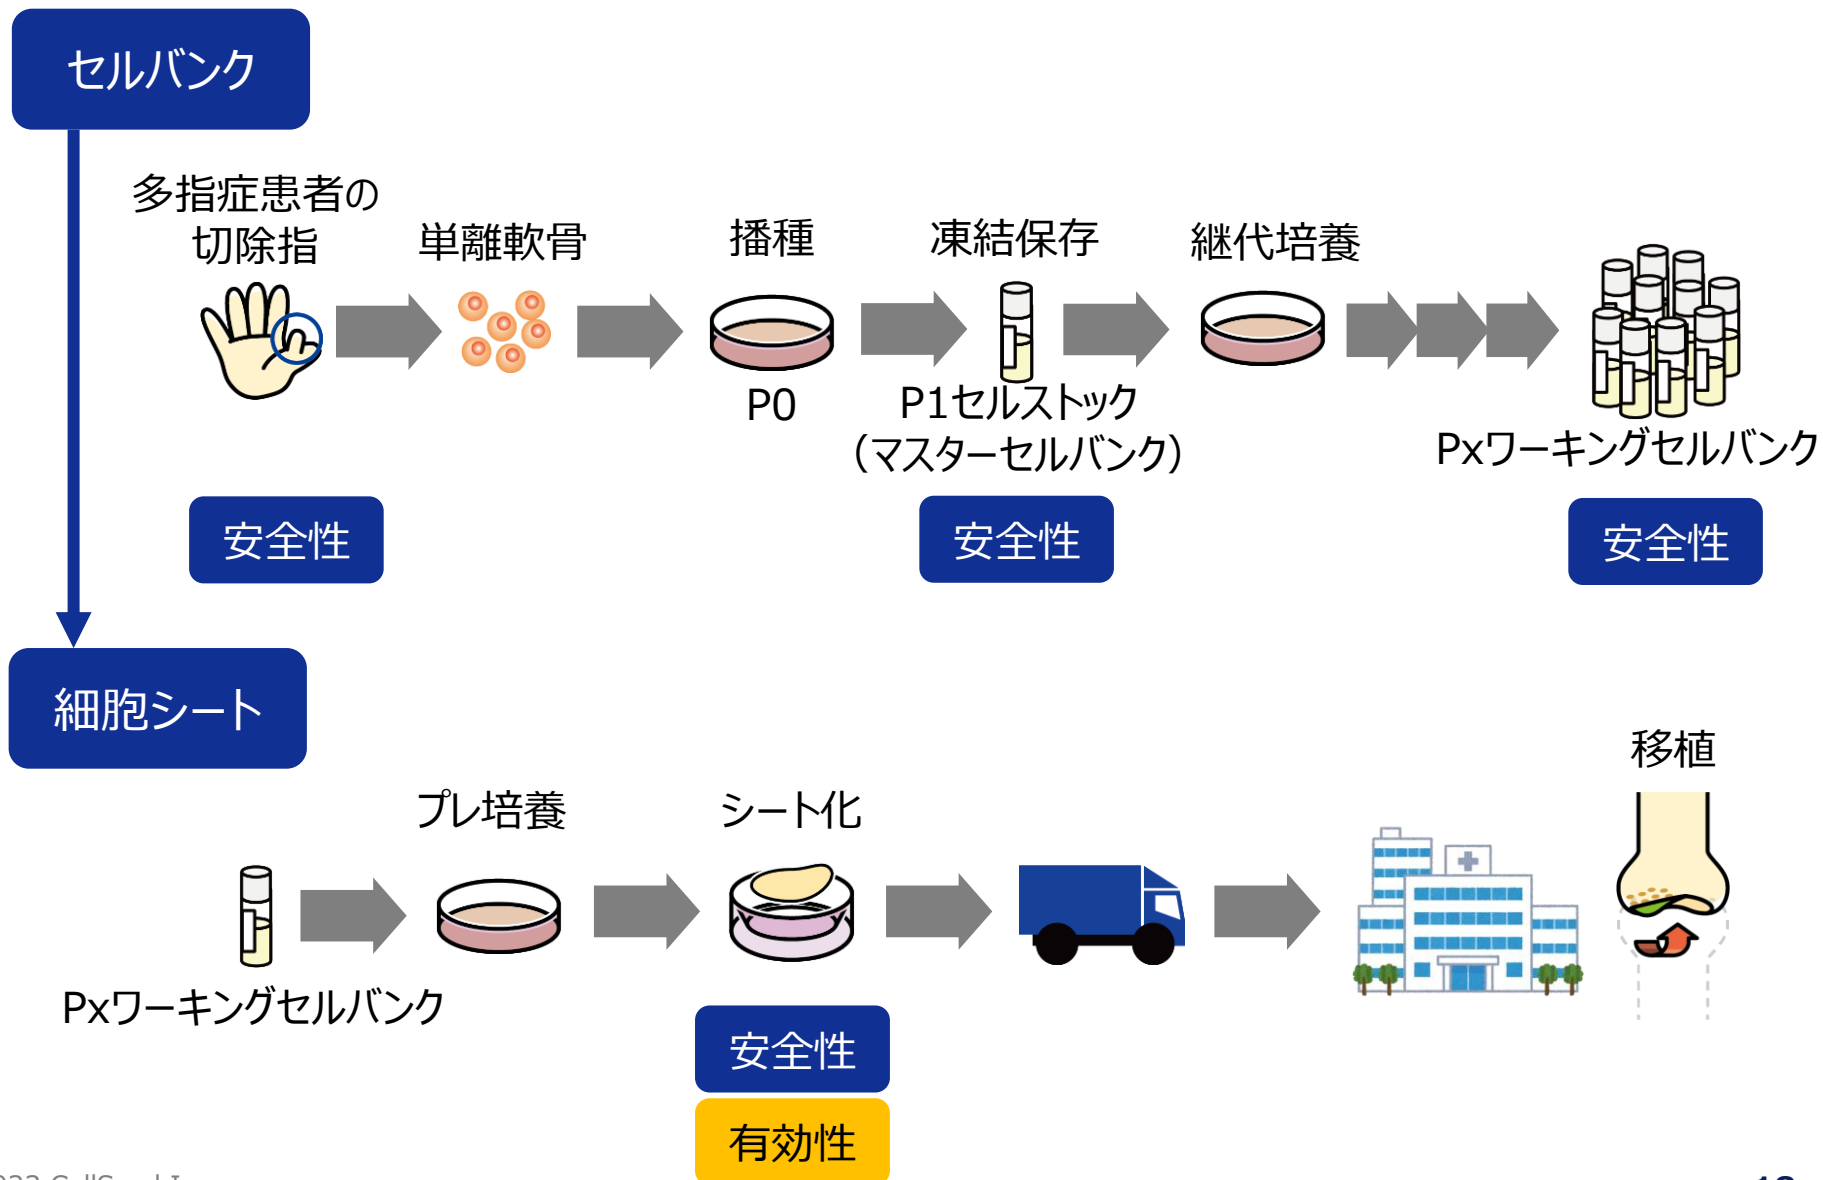 セルバンク
多指症患者の
切除指
単離軟骨
播種
凍結保存
継代培養
P0
P1セルストック
（マスターセルバンク）
Pxワーキングセルバンク
安全性
安全性
安全性
細胞シート
移植
プレ培養
シート化
Pxワーキングセルバンク
安全性
有効性